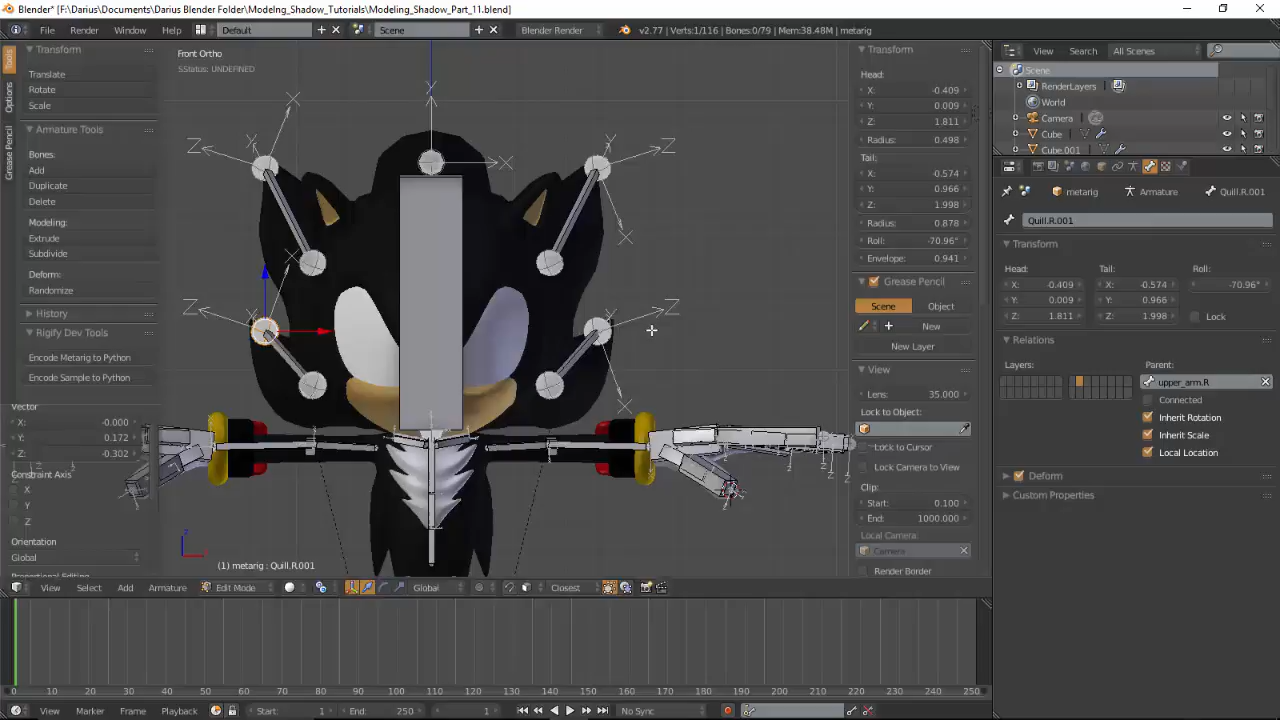 Blender* [F:\Darius\Documents\Darius Blender Folder\Modelng_Shadow_Tutorials\Modeling_Shadow_Part_11.blend]
File Render Window Help Default Scene Blender Render v2.77 | Verts:1/116 | Bones:0/79 | Mem:38.48M | metarig
View Search All Scenes
Tools
Options
Grease Pencil
Transform
Translate
Rotate
Scale
Armature Tools
Bones:
Add
Duplicate
Delete
Modeling:
Extrude
Subdivide
Deform:
Randomize
History
Rigify Dev Tools
Encode Metarig to Python
Encode Sample to Python
Vector
X: -0.000
Y: 0.172
Z: -0.302
Constraint Axis
X
Y
Z
Orientation
Global
Front Ortho
SStatus: UNDEFINED
(1) metarig : Quill.R.001
Transform
Head:
X: -0.409
Y: 0.009
Z: 1.811
Radius: 0.498
Tail:
X: -0.574
Y: 0.966
Z: 1.998
Radius: 0.878
Roll: -70.96°
Envelope: 0.941
Grease Pencil
Scene Object
New
New Layer
View
Lens: 35.000
Lock to Object:
Lock to Cursor
Lock Camera to View
Clip:
Start: 0.100
End: 1000.000
Local Camera:
Camera
Render Border
Scene
RenderLayers
World
Camera
Cube
Cube.001
metarig Armature Quill.R.001
Quill.R.001
Transform
Head: Tail: Roll:
X: -0.409 X: -0.574 -70.96°
Y: 0.009 Y: 0.966
Z: 1.811 Z: 1.998 Lock
Relations
Layers: Parent:
upper_arm.R
Connected
Inherit Rotation
Inherit Scale
Local Location
Deform
Custom Properties
View Select Add Armature Edit Mode Global Closest
0 10 20 30 40 50 60 70 80 90 100 110 120 130 140 150 160 170 180 190 200 210 220 230 240 250
View Marker Frame Playback Start: 1 End: 250 1 No Sync